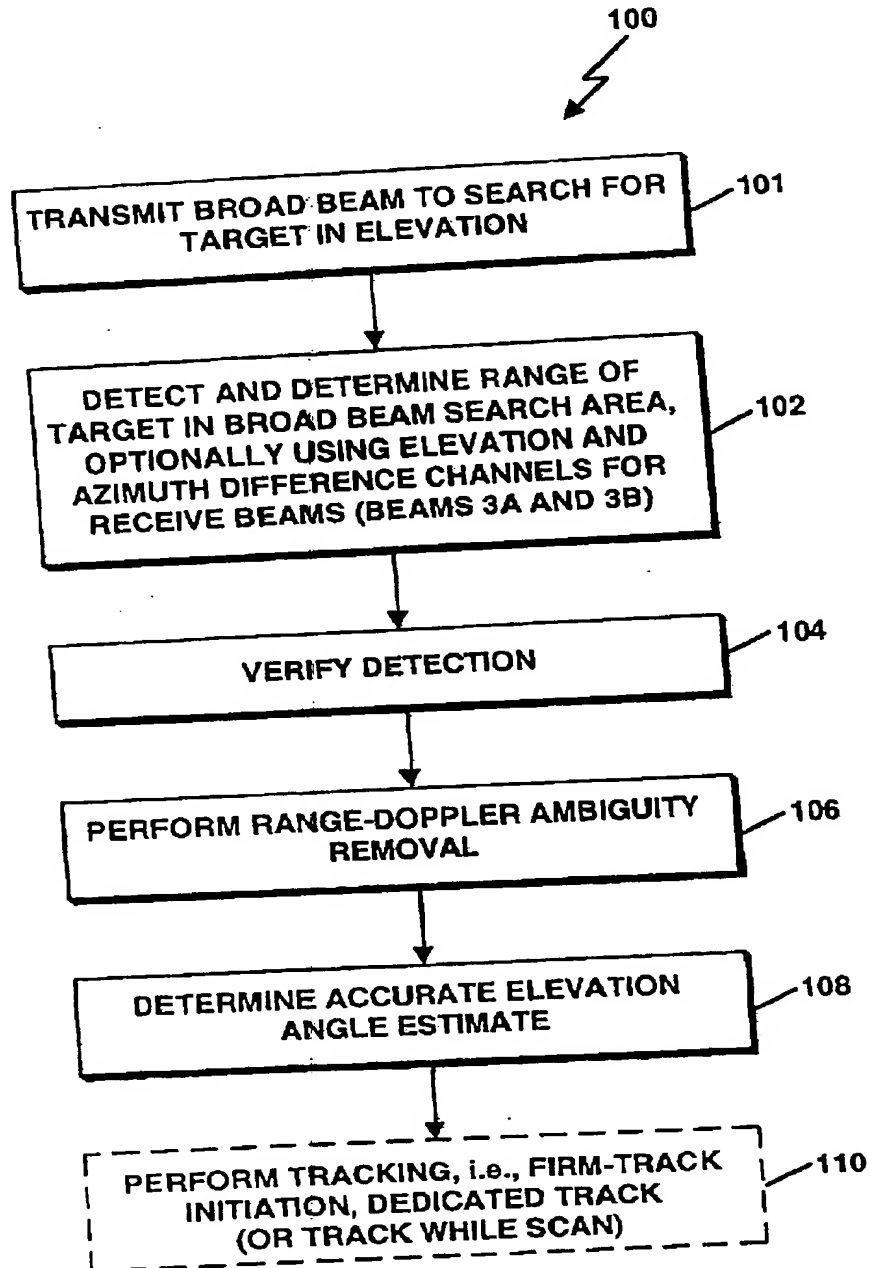 100
TRANSMIT BROAD BEAM TO SEARCH FOR
TARGET IN ELEVATION
101
DETECT AND DETERMINE RANGE OF
TARGET IN BROAD BEAM SEARCH AREA,
OPTIONALLY USING ELEVATION AND
AZIMUTH DIFFERENCE CHANNELS FOR
RECEIVE BEAMS (BEAMS 3A AND 3B)
102
VERIFY DETECTION
104
PERFORM RANGE-DOPPLER AMBIGUITY
REMOVAL
106
DETERMINE ACCURATE ELEVATION
ANGLE ESTIMATE
108
PERFORM TRACKING, i.e., FIRM-TRACK
INITIATION, DEDICATED TRACK
(OR TRACK WHILE SCAN)
110